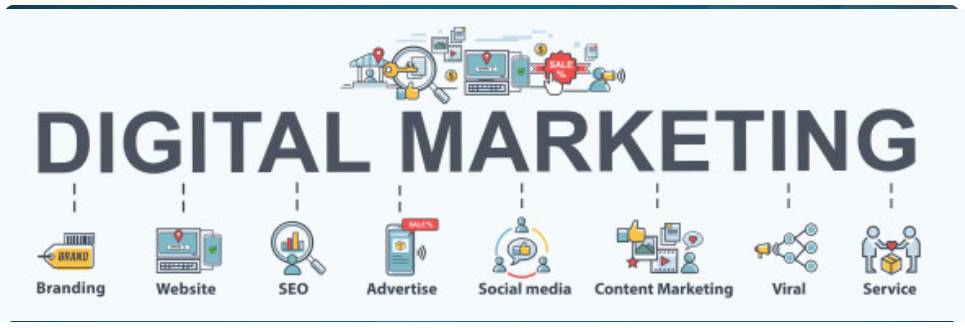 SALE
%
DIGITAL MARKETING
BRAND
SALE%
Branding
Website
SEO
Advertise
Social media
Content Marketing
Viral
Service